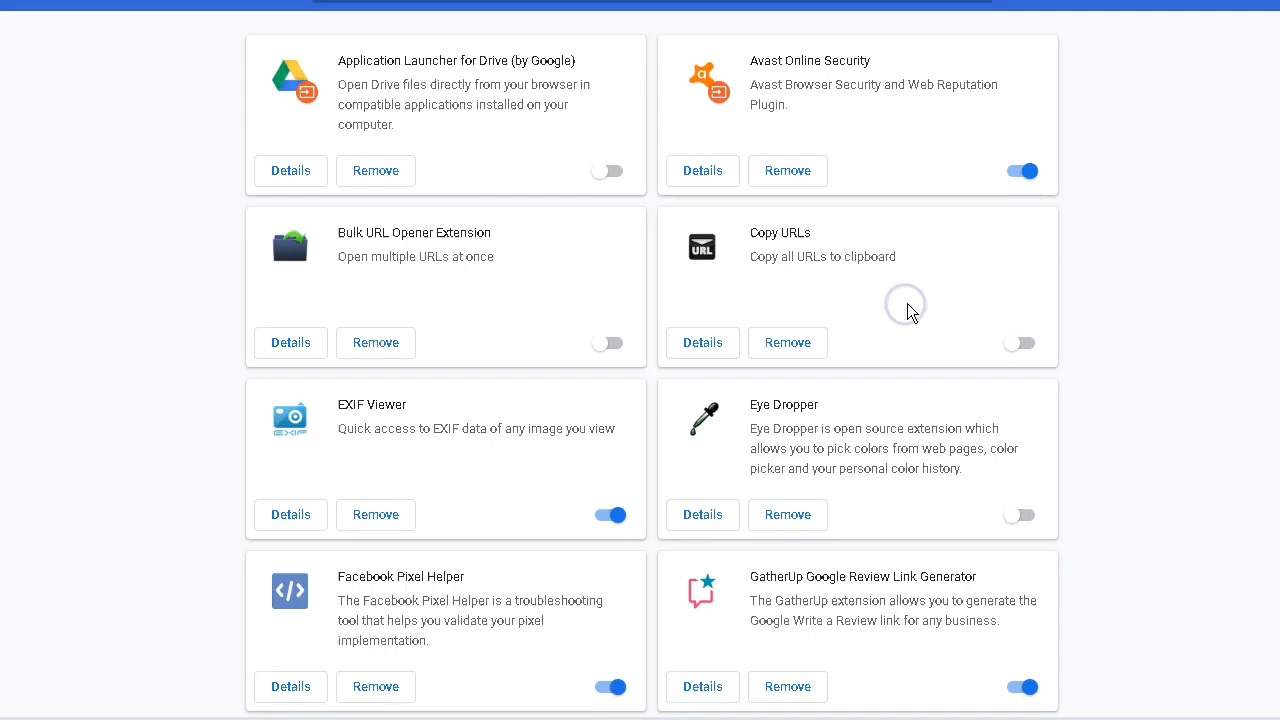 Application Launcher for Drive (by Google)
Open Drive files directly from your browser in
compatible applications installed on your
computer.
Details
Remove
a
Avast Online Security
Avast Browser Security and Web Reputation
Plugin.
Details
Remove
Bulk URL Opener Extension
Open multiple URLs at once
Details
Remove
URL
Copy URLs
Copy all URLs to clipboard
Details
Remove
EXIF
EXIF Viewer
Quick access to EXIF data of any image you view
Details
Remove
Eye Dropper
Eye Dropper is open source extension which
allows you to pick colors from web pages, color
picker and your personal color history.
Details
Remove
</>
Facebook Pixel Helper
The Facebook Pixel Helper is a troubleshooting
tool that helps you validate your pixel
implementation.
Details
Remove
GatherUp Google Review Link Generator
The GatherUp extension allows you to generate the
Google Write a Review link for any business.
Details
Remove